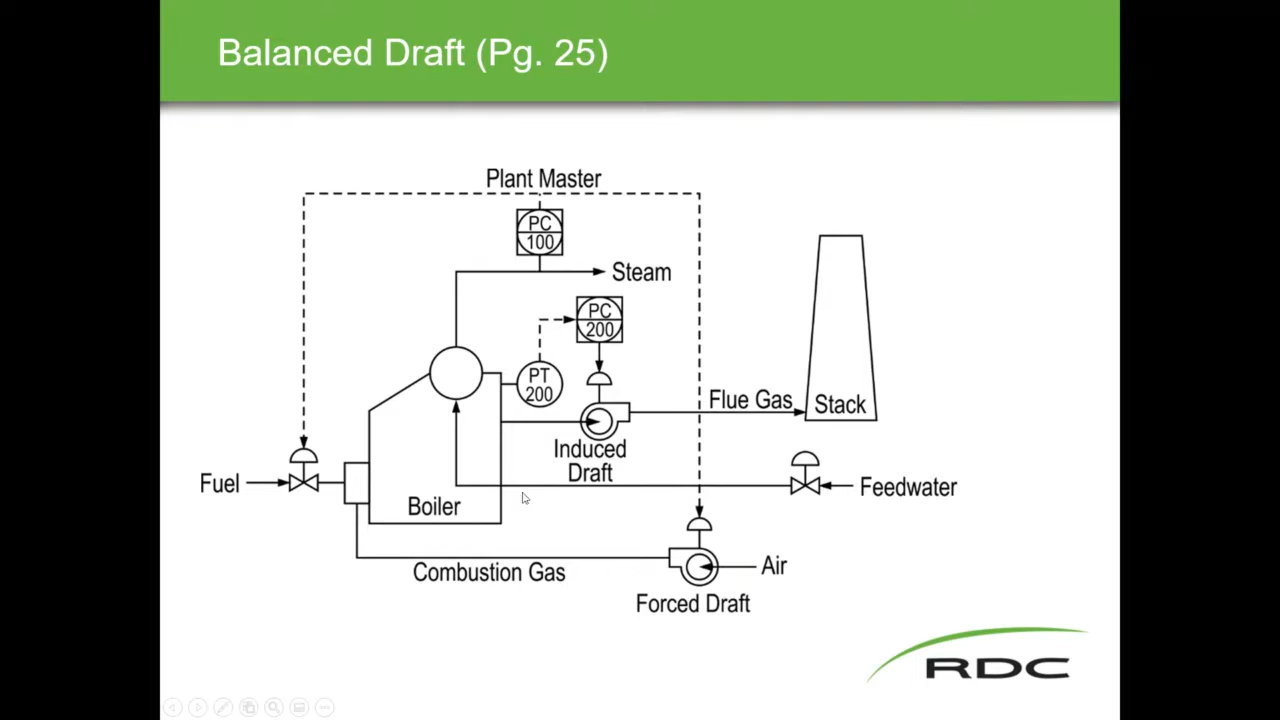 Balanced Draft (Pg. 25)
Plant Master
PC
100
Steam
PC
200
PT
200
Flue Gas
Stack
Induced
Draft
Fuel
Feedwater
Boiler
Air
Combustion Gas
Forced Draft
RDC